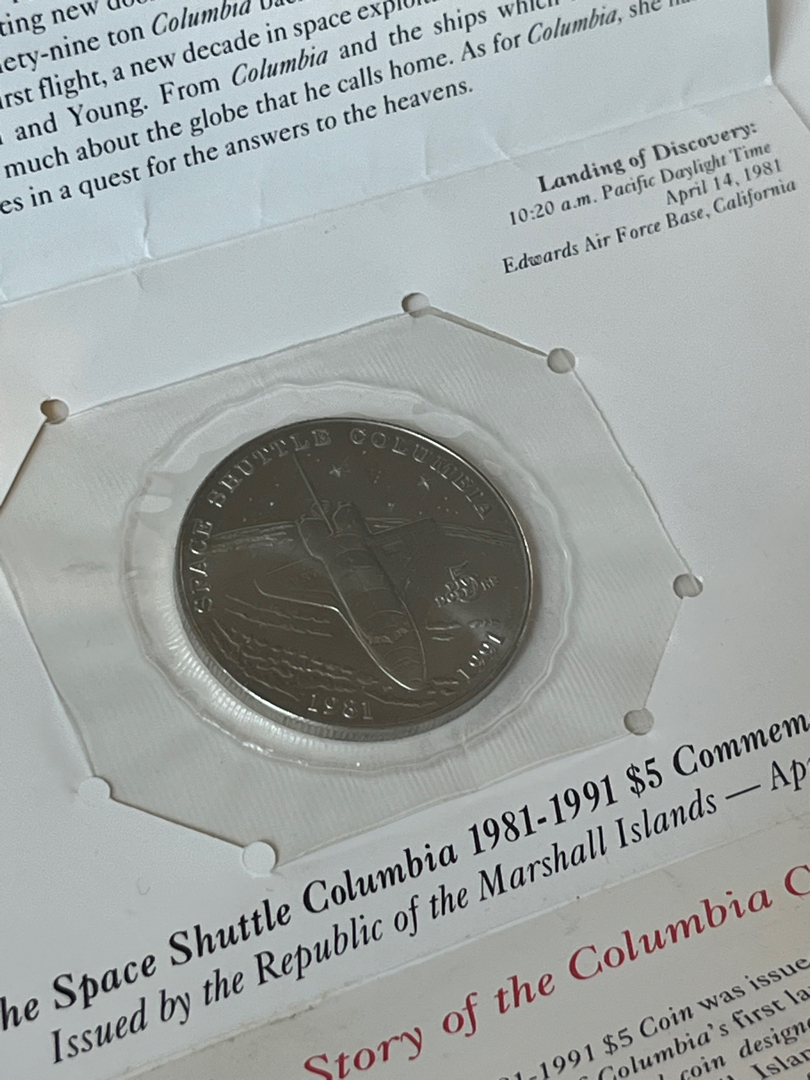 ting new
ety-nine ton Columbia
rst flight, a new decade in space
and Young. From Columbia and the ships which
much about the globe that he calls home. As for Columbia, she
es in a quest for the answers to the heavens.
Landing of Discovery:
10:20 a.m. Pacific Daylight Time
April 14, 1981
Edwards Air Force Base, California
SPACE SHUTTLE COLUMBIA
5
DOLLARS
1981
1991
he Space Shuttle Columbia 1981-1991 $5 Commem
Issued by the Republic of the Marshall Islands — Ap
Story of the Columbia C
1-1991 $5 Coin was issue
Columbia's first la
coin design
Islan